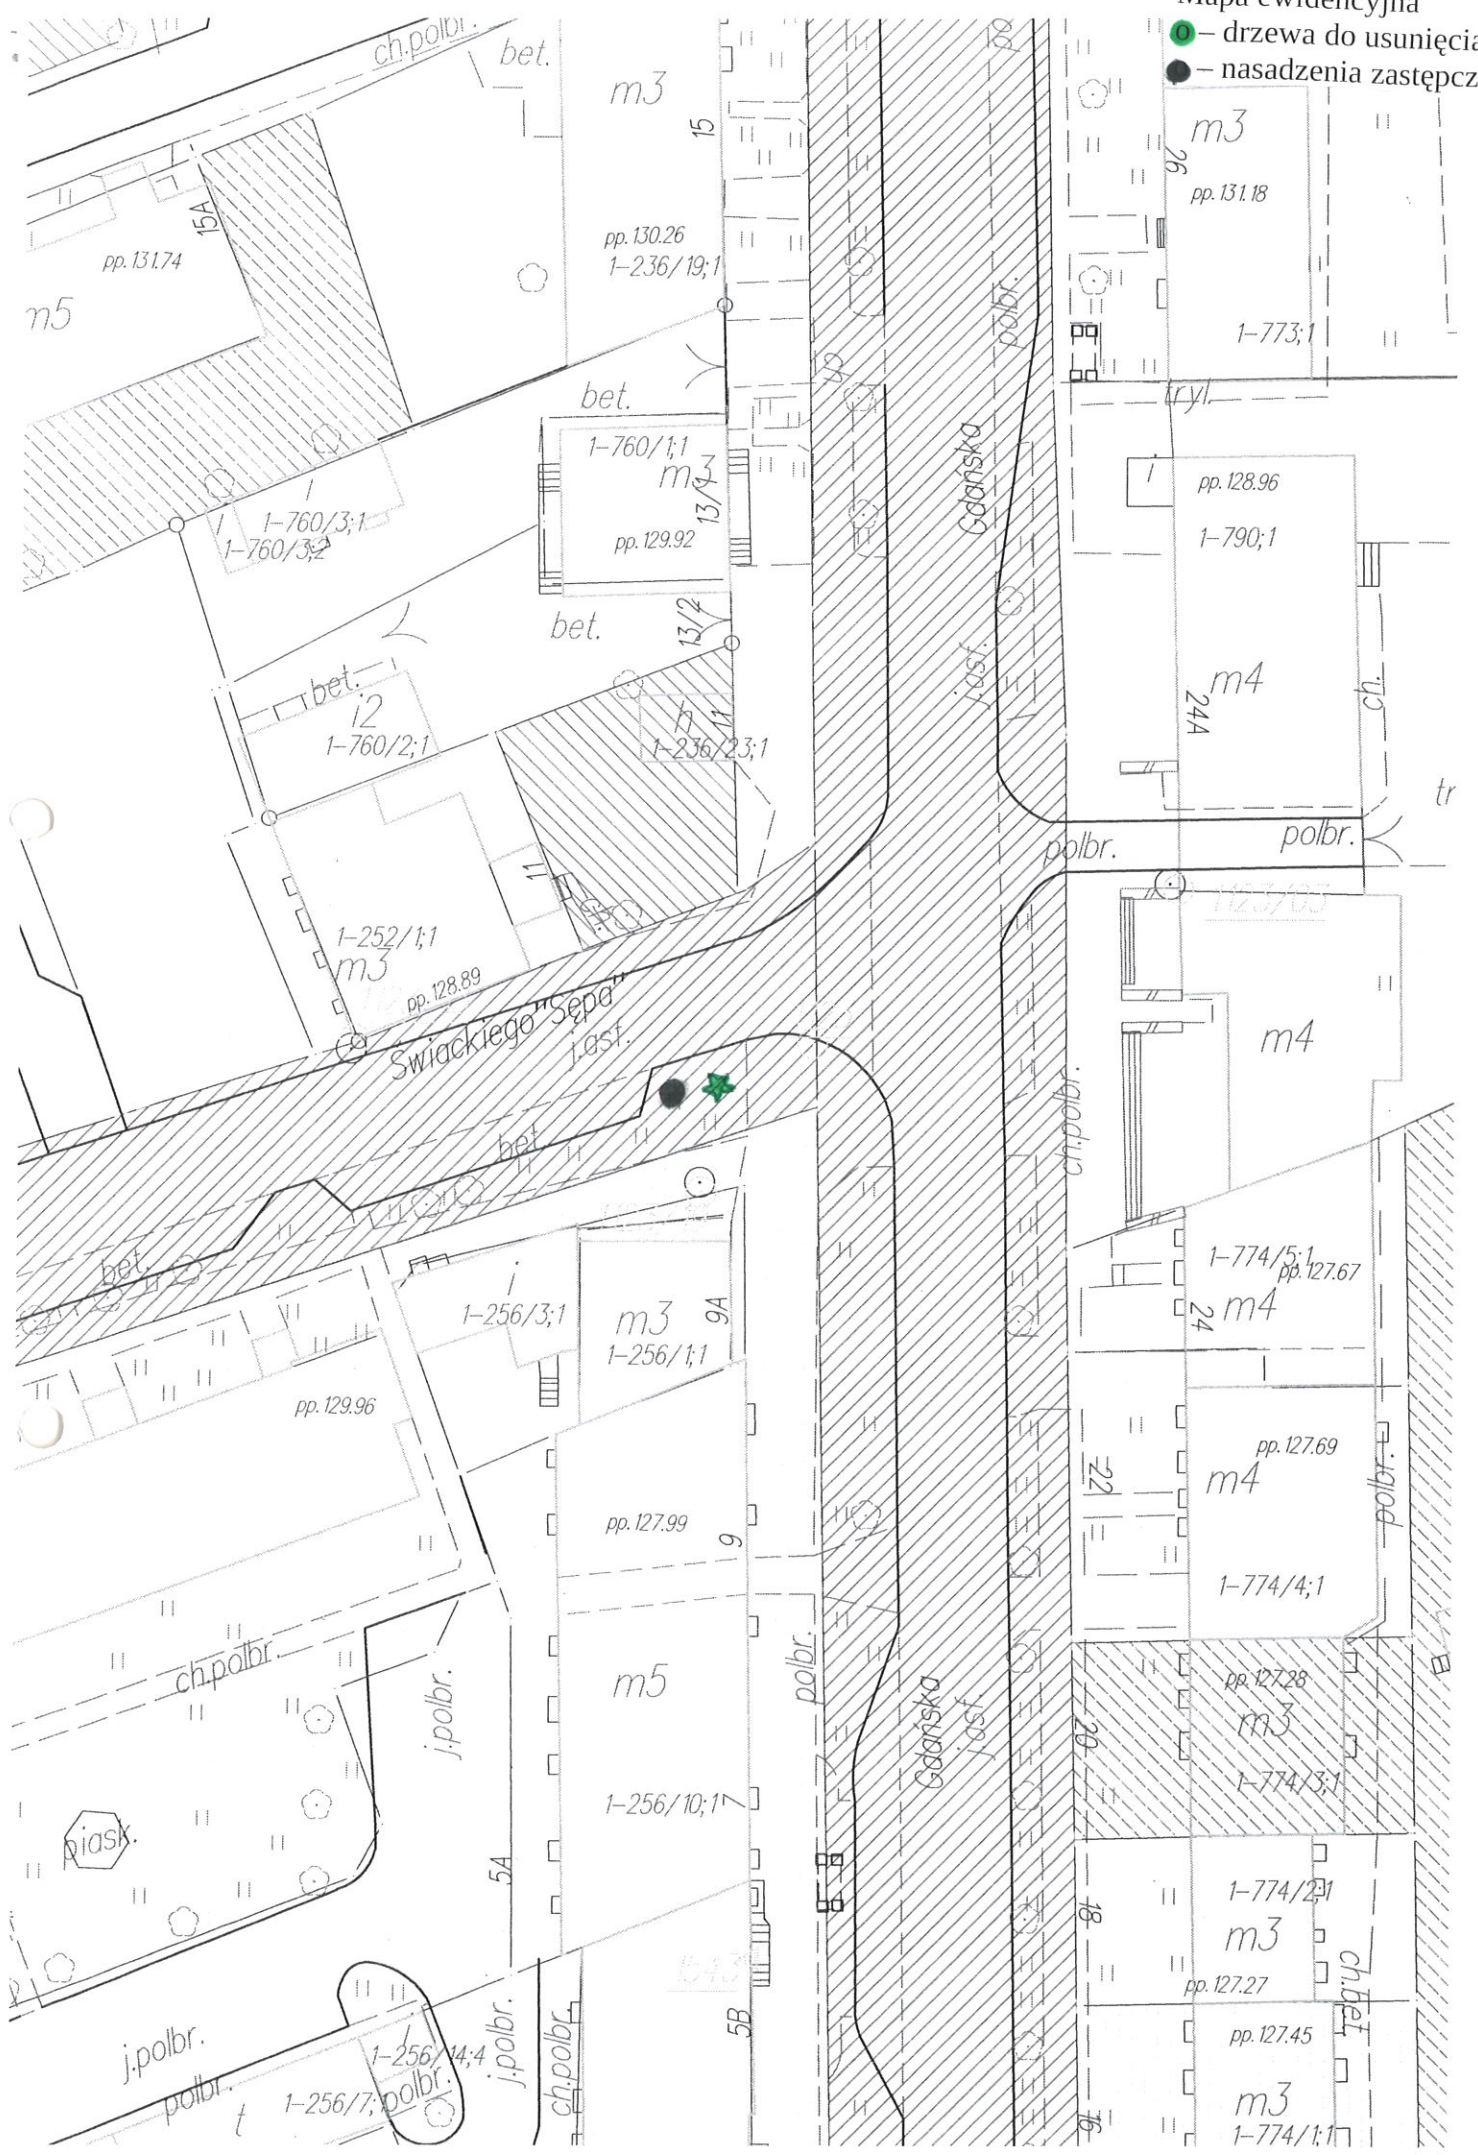 Mapa ewidencyjna
o – drzewa do usunięcia
– nasadzenia zastępcz
ch.polbr.
bet.
m3
15
m3
26
pp. 131.18
15A
pp. 131.74
m5
pp. 130.26
1-236/19;1
polbr.
1-773;1
ch
bet.
tryl.
1-760/1;1
m3
13/1
pp. 129.92
Gdańska
i
pp. 128.96
1-790;1
i
1-760/3;1
1-760/3;2
13/2
bet.
j.asf.
m4
24A
ch
bet.
i2
1-760/2;1
11
1-236/23;1
tr
polbr.
polbr.
11
1123/03
1-252/1;1
m3
pp. 128.89
Świackiego "Sępa"
j.asf.
m4
ch.polbr.
bet.
bet.
i
1-256/3;1
m3
9A
1-256/1;1
1-774/5;1
pp. 127.67
24
m4
pp. 129.96
pp. 127.69
22
m4
polbr.
pp. 127.99
9
1-774/4;1
ch.polbr.
j.polbr.
m5
polbr.
Gdańska
j.asf.
pp. 127.28
20
m3
1-774/3;1
1-256/10;1
7
piask.
5A
1-774/2;1
18
m3
pp. 127.27
ch.bet
5B
j.polbr.
j.polbr.
ch.polbr.
pp. 127.45
1-256/14;4
polbr.
t
1-256/7;
polbr.
16
m3
1-774/1;1